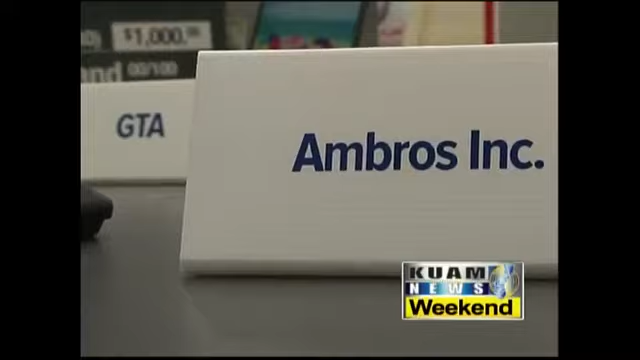 $1,000.00
and 00/100
GTA
Ambros Inc.
KUAM
NEWS
Weekend